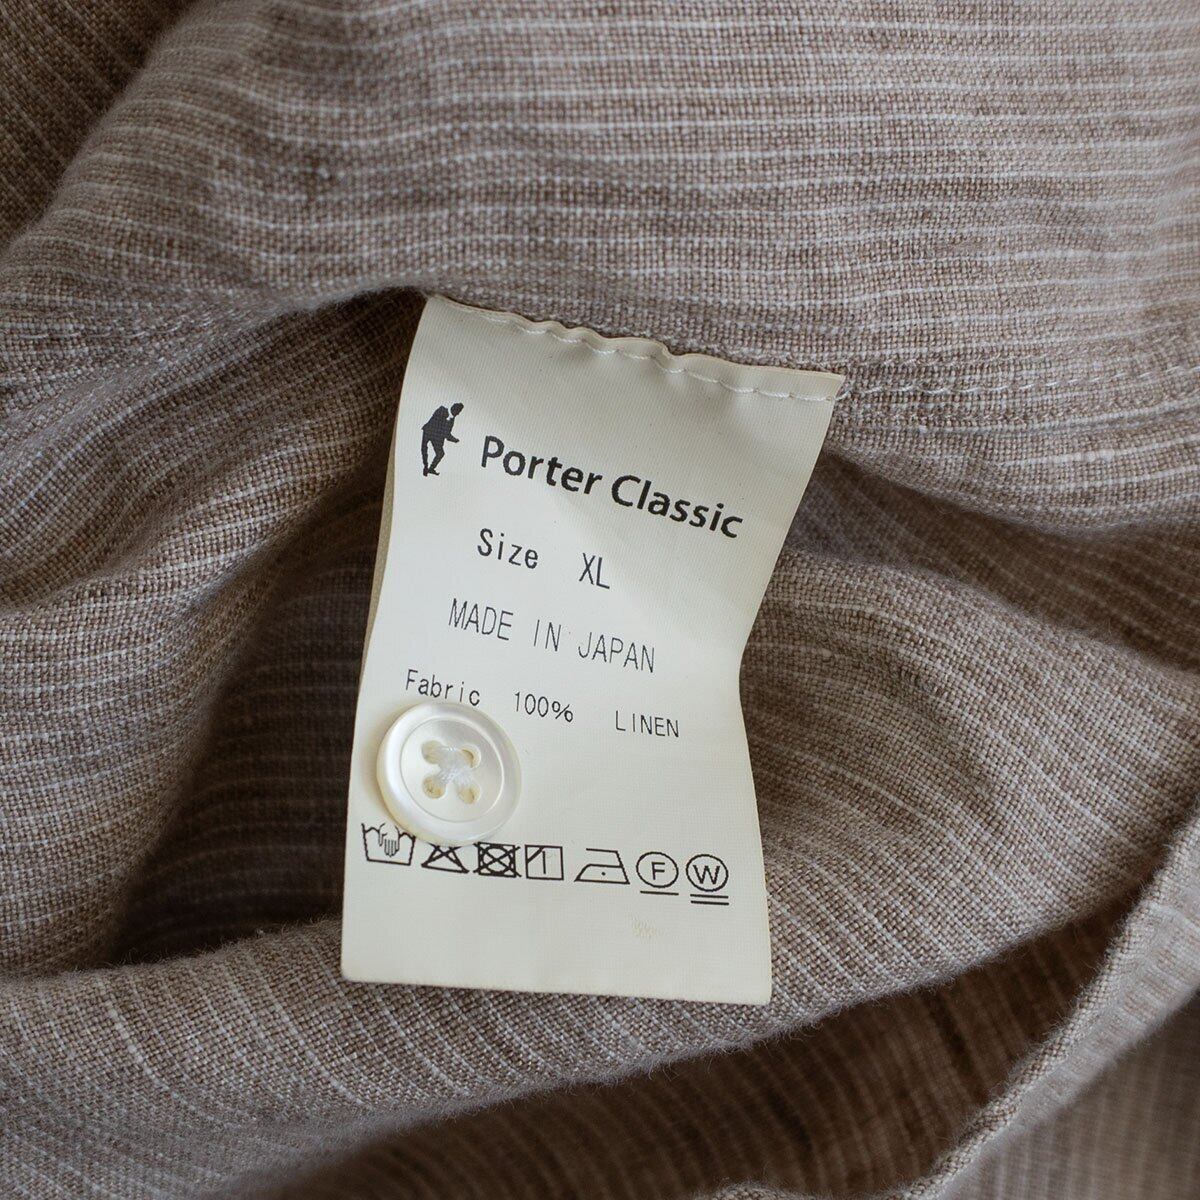 Porter Classic
Size XL
MADE IN JAPAN
Fabric 100% LINEN
F W